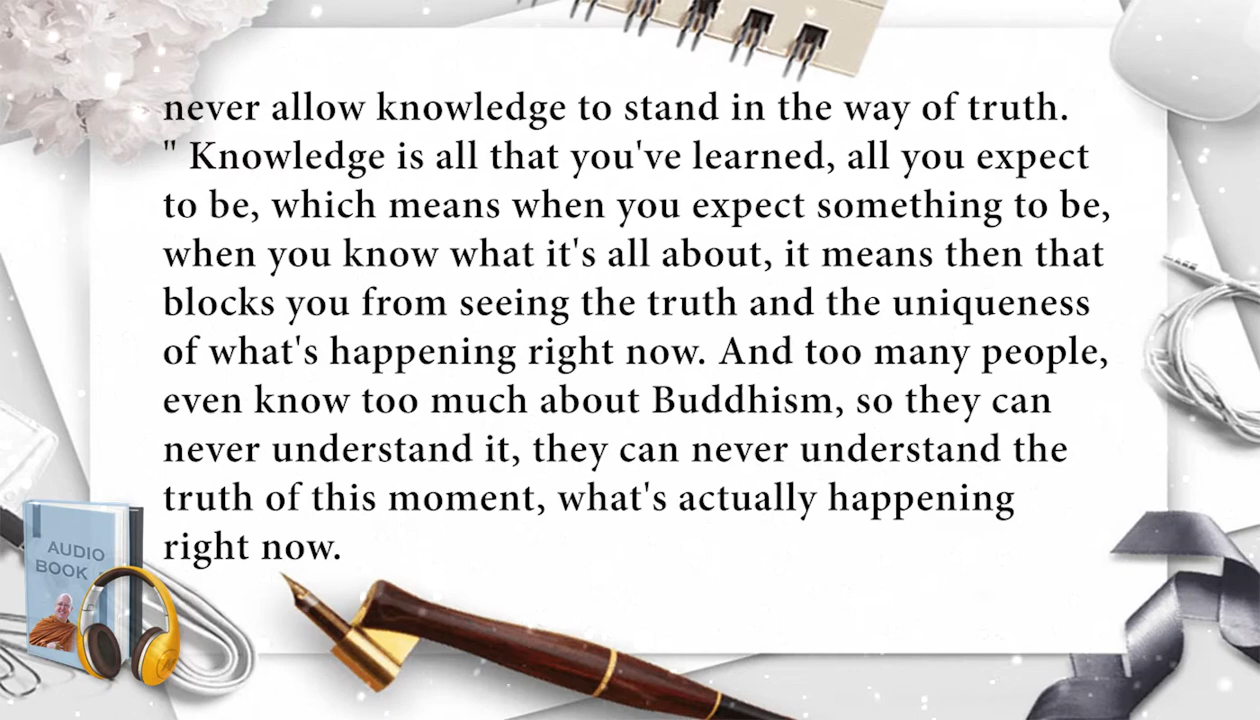 never allow knowledge to stand in the way of truth.
" Knowledge is all that you've learned, all you expect
to be, which means when you expect something to be,
when you know what it's all about, it means then that
blocks you from seeing the truth and the uniqueness
of what's happening right now. And too many people,
even know too much about Buddhism, so they can
never understand it, they can never understand the
truth of this moment, what's actually happening
right now.
AUDIO
BOOK